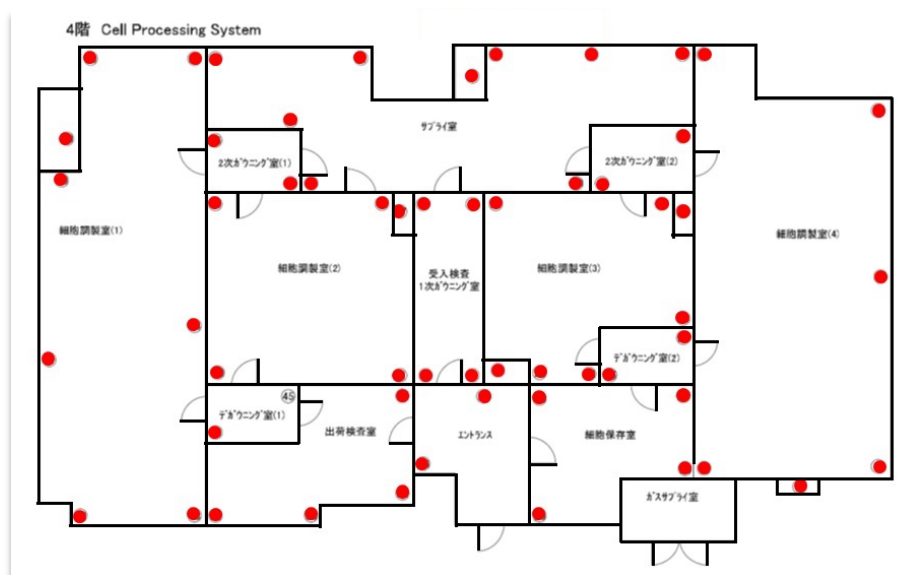 4階 Cell Processing System
サプライ室
2次ガウニング室(1)
2次ガウニング室(2)
細胞調製室(1)
細胞調製室(2)
受入検査
1次ガウニング室
細胞調製室(3)
細胞調製室(4)
デガウニング室(2)
45
デガウニング室(1)
出荷検査室
エントランス
細胞保存室
ガスサプライ室